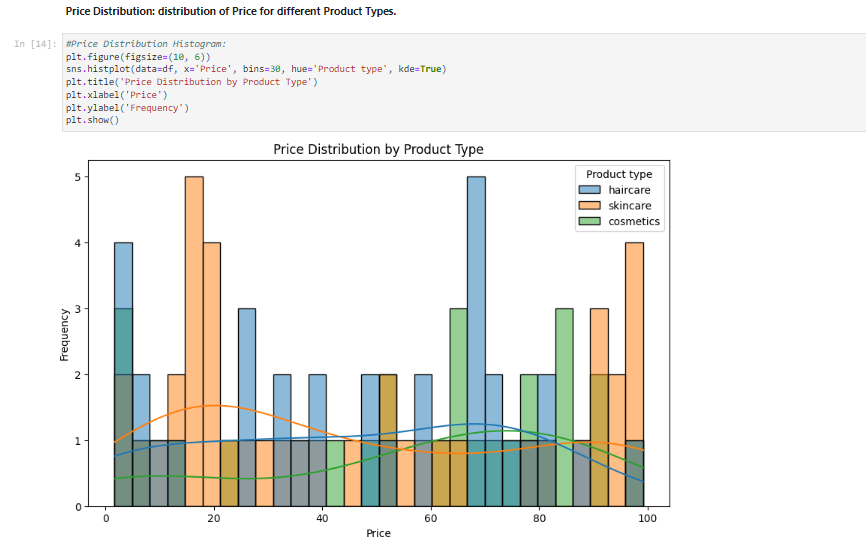 Price Distribution: distribution of Price for different Product Types.
In [14]:
#Price Distribution Histogram:
plt.figure(figsize=(10, 6))
sns.histplot(data=df, x='Price', bins=30, hue='Product type', kde=True)
plt.title('Price Distribution by Product Type')
plt.xlabel('Price')
plt.ylabel('Frequency')
plt.show()
Price Distribution by Product Type
Product type
haircare
skincare
cosmetics
5
4
3
2
1
0
Frequency
0 20 40 60 80 100
Price